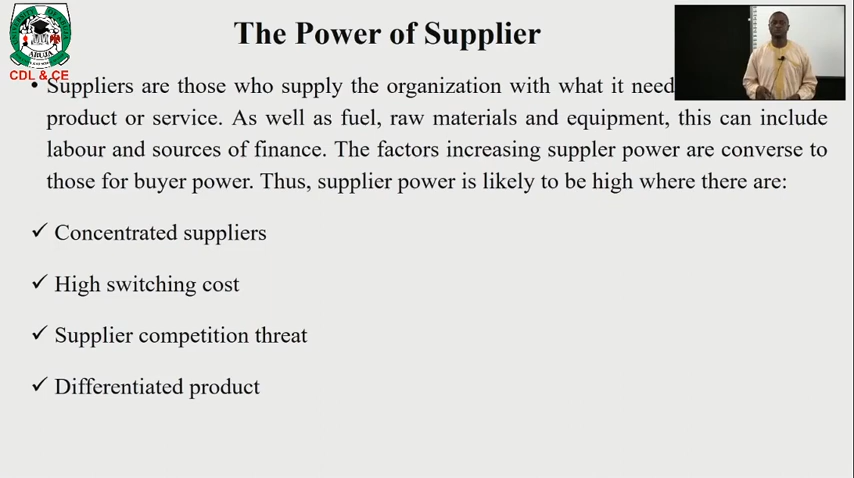 The Power of Supplier
ABUJA
CDL & CE
• Suppliers are those who supply the organization with what it need
product or service. As well as fuel, raw materials and equipment, this can include
labour and sources of finance. The factors increasing suppler power are converse to
those for buyer power. Thus, supplier power is likely to be high where there are:
✓ Concentrated suppliers
✓ High switching cost
✓ Supplier competition threat
✓ Differentiated product